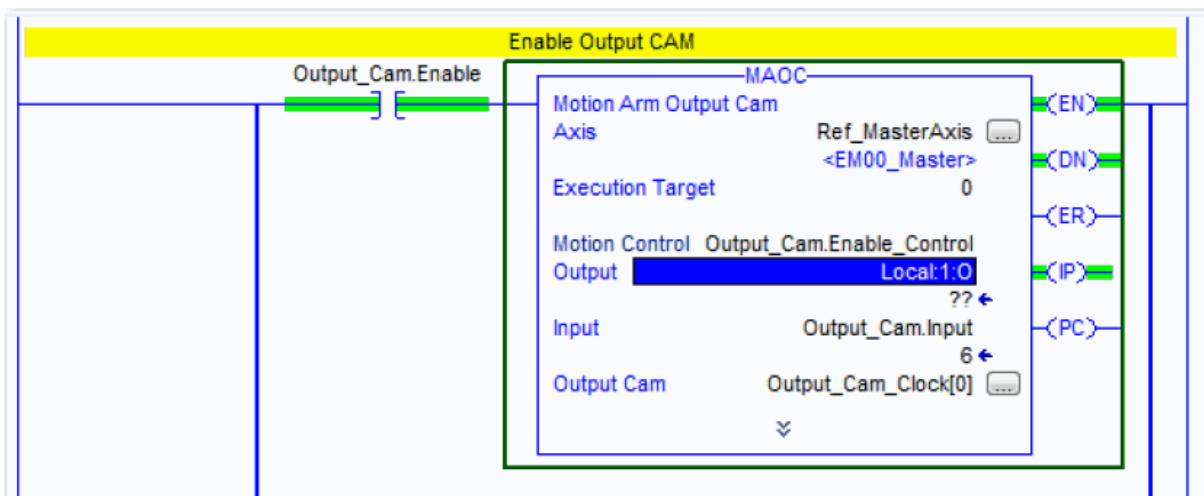 Enable Output CAM
Output_Cam.Enable
MAOC
Motion Arm Output Cam
Axis Ref_MasterAxis ...
<EM00_Master>
Execution Target 0
Motion Control Output_Cam.Enable_Control
Output Local:1:O
??
Input Output_Cam.Input
6
Output Cam Output_Cam_Clock[0] ...
(EN)
(DN)
(ER)
(IP)
(PC)